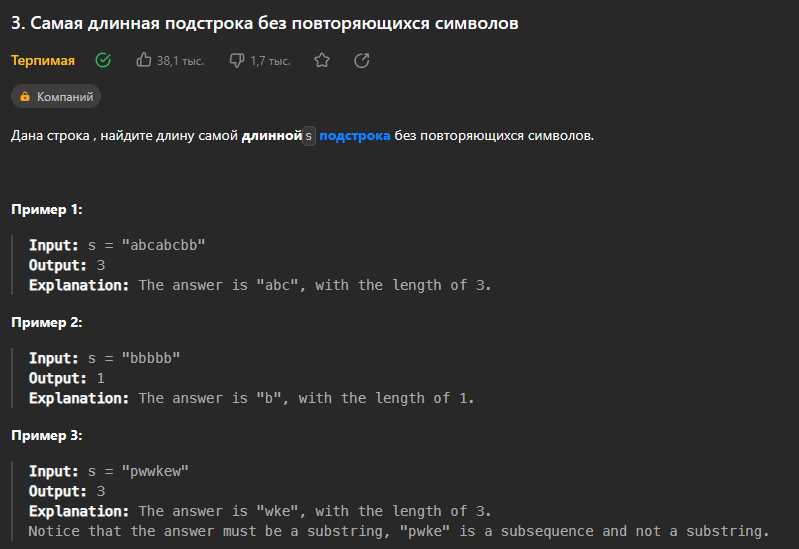 3. Самая длинная подстрока без повторяющихся символов
Терпимая 38,1 тыс. 1,7 тыс.
Компаний
Дана строка , найдите длину самой длинной s подстрока без повторяющихся символов.
Пример 1:
Input: s = "abcabcbb"
Output: 3
Explanation: The answer is "abc", with the length of 3.
Пример 2:
Input: s = "bbbbb"
Output: 1
Explanation: The answer is "b", with the length of 1.
Пример 3:
Input: s = "pwwkew"
Output: 3
Explanation: The answer is "wke", with the length of 3.
Notice that the answer must be a substring, "pwke" is a subsequence and not a substring.